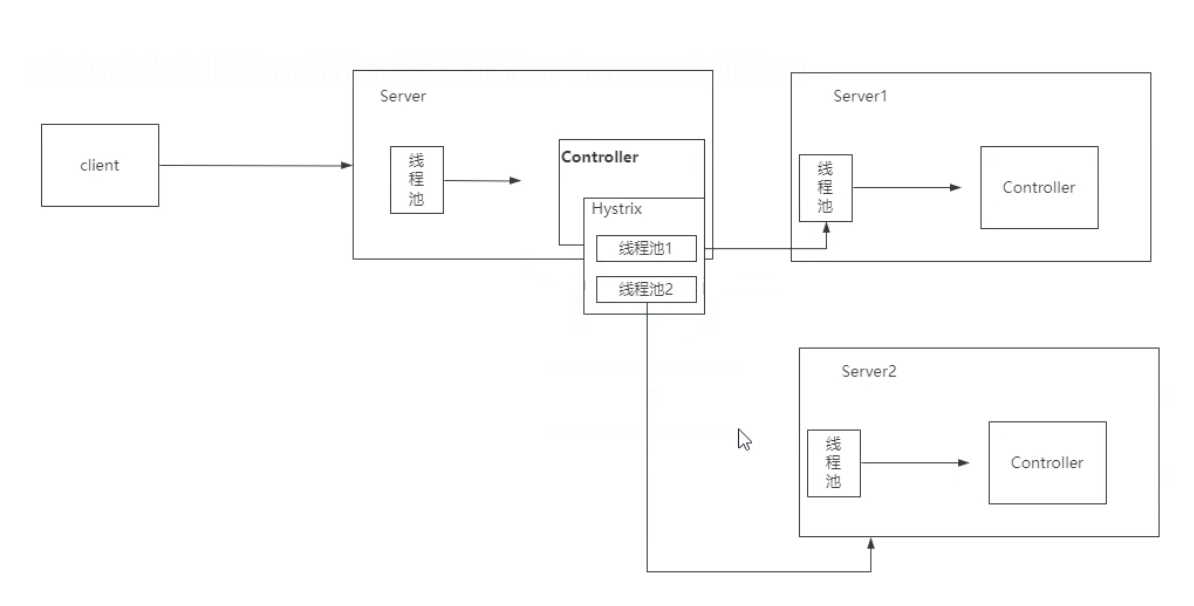 Server
Server1
client
线
程
池
Controller
线
程
池
Controller
Hystrix
线程池1
线程池2
Server2
线
程
池
Controller